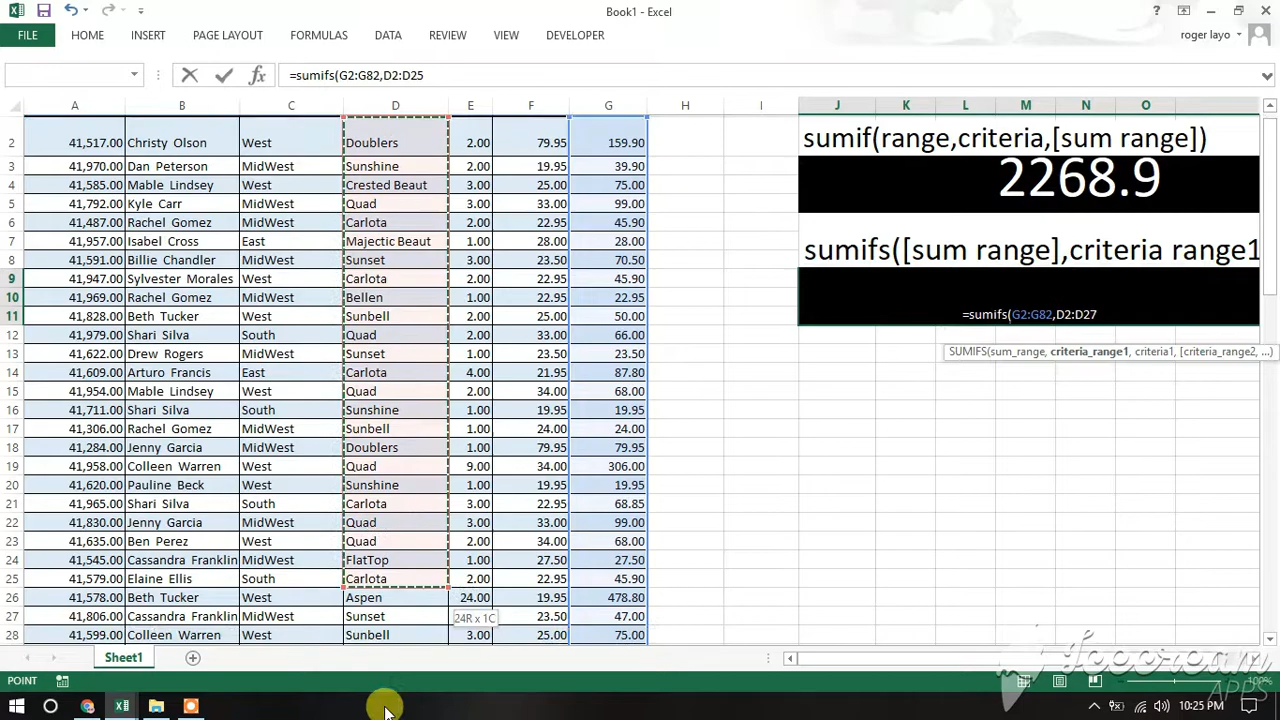 Book1 - Excel
FILE HOME INSERT PAGE LAYOUT FORMULAS DATA REVIEW VIEW DEVELOPER roger layo
=sumifs(G2:G82,D2:D25
A B C D E F G H I J K L M N O
2 41,517.00 Christy Olson West Doublers 2.00 79.95 159.90
sumif(range,criteria,[sum range])
3 41,970.00 Dan Peterson MidWest Sunshine 2.00 19.95 39.90
4 41,585.00 Mable Lindsey West Crested Beaut 3.00 25.00 75.00
2268.9
5 41,792.00 Kyle Carr MidWest Quad 3.00 33.00 99.00
6 41,487.00 Rachel Gomez MidWest Carlota 2.00 22.95 45.90
7 41,957.00 Isabel Cross East Majectic Beaut 1.00 28.00 28.00
sumifs([sum range],criteria range1
8 41,591.00 Billie Chandler MidWest Sunset 3.00 23.50 70.50
9 41,947.00 Sylvester Morales West Carlota 2.00 22.95 45.90
10 41,969.00 Rachel Gomez MidWest Bellen 1.00 22.95 22.95
11 41,828.00 Beth Tucker West Sunbell 2.00 25.00 50.00
=sumifs(G2:G82,D2:D27
12 41,979.00 Shari Silva South Quad 2.00 33.00 66.00
SUMIFS(sum_range, criteria_range1, criteria1, [criteria_range2, ...)
13 41,622.00 Drew Rogers MidWest Sunset 1.00 23.50 23.50
14 41,609.00 Arturo Francis East Carlota 4.00 21.95 87.80
15 41,954.00 Mable Lindsey West Quad 2.00 34.00 68.00
16 41,711.00 Shari Silva South Sunshine 1.00 19.95 19.95
17 41,306.00 Rachel Gomez MidWest Sunbell 1.00 24.00 24.00
18 41,284.00 Jenny Garcia MidWest Doublers 1.00 79.95 79.95
19 41,958.00 Colleen Warren West Quad 9.00 34.00 306.00
20 41,620.00 Pauline Beck West Sunshine 1.00 19.95 19.95
21 41,965.00 Shari Silva South Carlota 3.00 22.95 68.85
22 41,830.00 Jenny Garcia MidWest Quad 3.00 33.00 99.00
23 41,635.00 Ben Perez MidWest Quad 2.00 34.00 68.00
24 41,545.00 Cassandra Franklin MidWest FlatTop 1.00 27.50 27.50
25 41,579.00 Elaine Ellis South Carlota 2.00 22.95 45.90
26 41,578.00 Beth Tucker West Aspen 24.00 19.95 478.80
27 41,806.00 Cassandra Franklin MidWest Sunset 23.50 47.00
24R x 1C
28 41,599.00 Colleen Warren West Sunbell 3.00 25.00 75.00
Sheet1
POINT 100%
APPS
10:25 PM